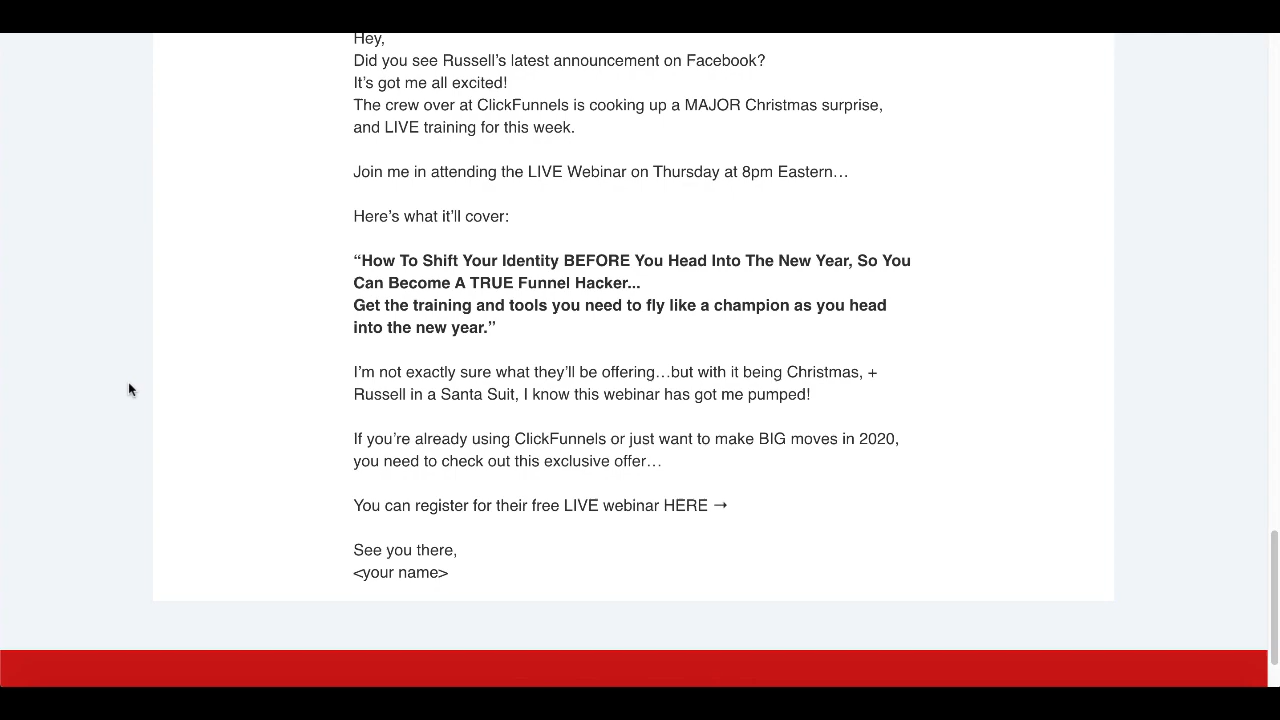 Hey,
Did you see Russell’s latest announcement on Facebook?
It’s got me all excited!
The crew over at ClickFunnels is cooking up a MAJOR Christmas surprise,
and LIVE training for this week.
Join me in attending the LIVE Webinar on Thursday at 8pm Eastern…
Here’s what it’ll cover:
“How To Shift Your Identity BEFORE You Head Into The New Year, So You
Can Become A TRUE Funnel Hacker...
Get the training and tools you need to fly like a champion as you head
into the new year.”
I’m not exactly sure what they’ll be offering…but with it being Christmas, +
Russell in a Santa Suit, I know this webinar has got me pumped!
If you’re already using ClickFunnels or just want to make BIG moves in 2020,
you need to check out this exclusive offer…
You can register for their free LIVE webinar HERE →
See you there,
<your name>